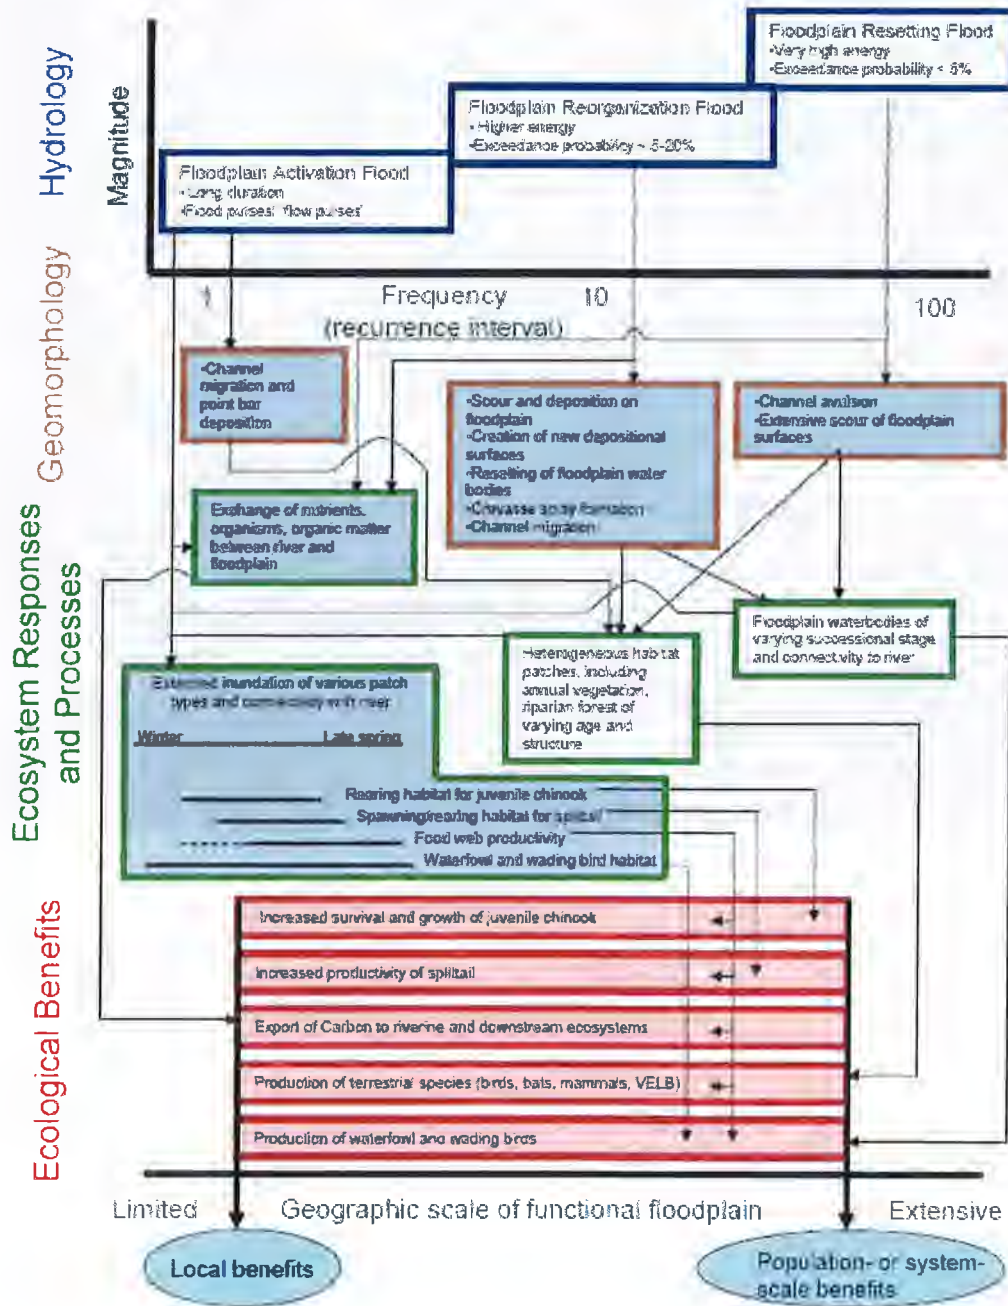 Hydrology
Magnitude
Floodplain Resetting Flood
•Very high energy
•Exceedance probability < 5%
Floodplain Reorganization Flood
• Higher energy
•Exceedance probability ~ 5-20%
Floodplain Activation Flood
• Long duration
•Flood pulses/ 'flow pulses'
1
Frequency
10
100
(recurrence interval)
Geomorphology
•Channel
migration and
point bar
deposition
•Scour and deposition on
floodplain
•Creation of new depositional
surfaces
•Resetting of floodplain water
bodies
•Crevasse splay formation
•Channel migration
•Channel avulsion
•Extensive scour of floodplain
surfaces
Ecosystem Responses
and Processes
Exchange of nutrients,
organisms, organic matter
between river and
floodplain
Floodplain waterbodies of
varying successional stage
and connectivity to river
Heterogeneous habitat
patches, including
annual vegetation,
riparian forest of
varying age and
structure
Extended inundation of various patch
types and connectivity with river
Winter Late spring
Rearing habitat for juvenile chinook
Spawning/rearing habitat for splittail
Food web productivity
Waterfowl and wading bird habitat
Ecological Benefits
Increased survival and growth of juvenile chinook
Increased productivity of splittail
Export of Carbon to riverine and downstream ecosystems
Production of terrestrial species (birds, bats, mammals, VELB)
Production of waterfowl and wading birds
Limited
Geographic scale of functional floodplain
Extensive
Local benefits
Population- or system-
scale benefits